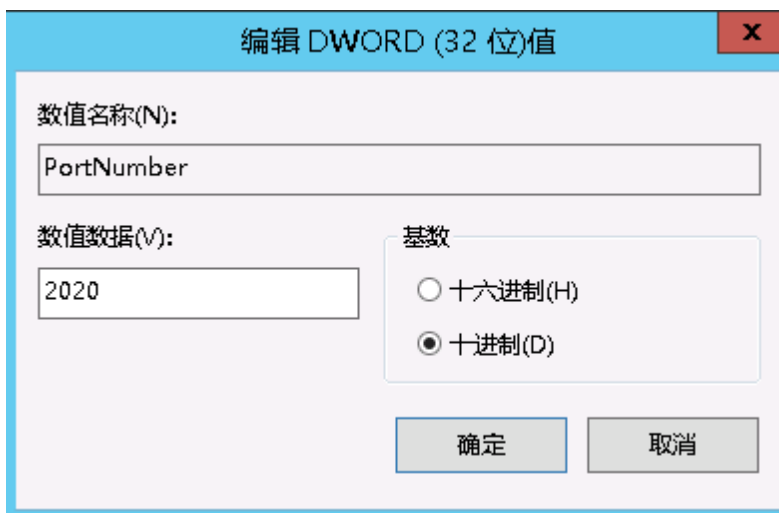 编辑 DWORD (32 位)值
x
数值名称(N):
PortNumber
数值数据(V):
基数
2020
十六进制(H)
十进制(D)
确定
取消